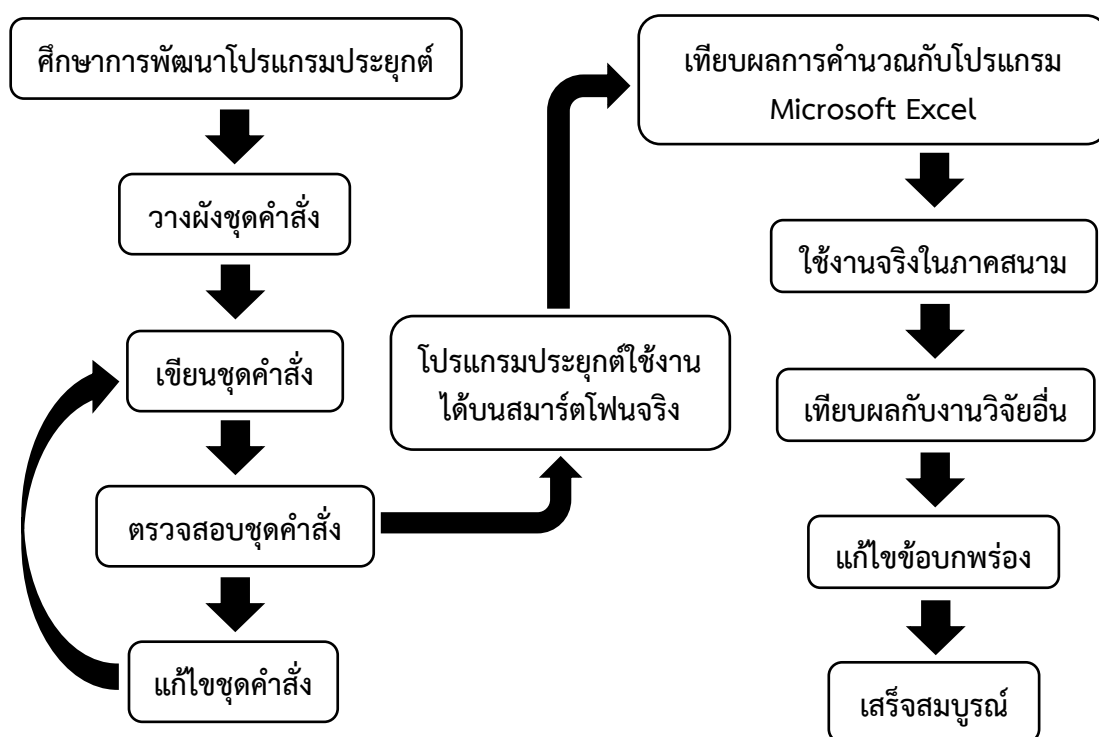 ศึกษาการพัฒนาโปรแกรมประยุกต์
วางผังชุดคำสั่ง
เขียนชุดคำสั่ง
ตรวจสอบชุดคำสั่ง
แก้ไขชุดคำสั่ง
โปรแกรมประยุกต์ใช้งาน
ได้บนสมาร์ตโฟนจริง
เทียบผลการคำนวณกับโปรแกรม
Microsoft Excel
ใช้งานจริงในภาคสนาม
เทียบผลกับงานวิจัยอื่น
แก้ไขข้อบกพร่อง
เสร็จสมบูรณ์